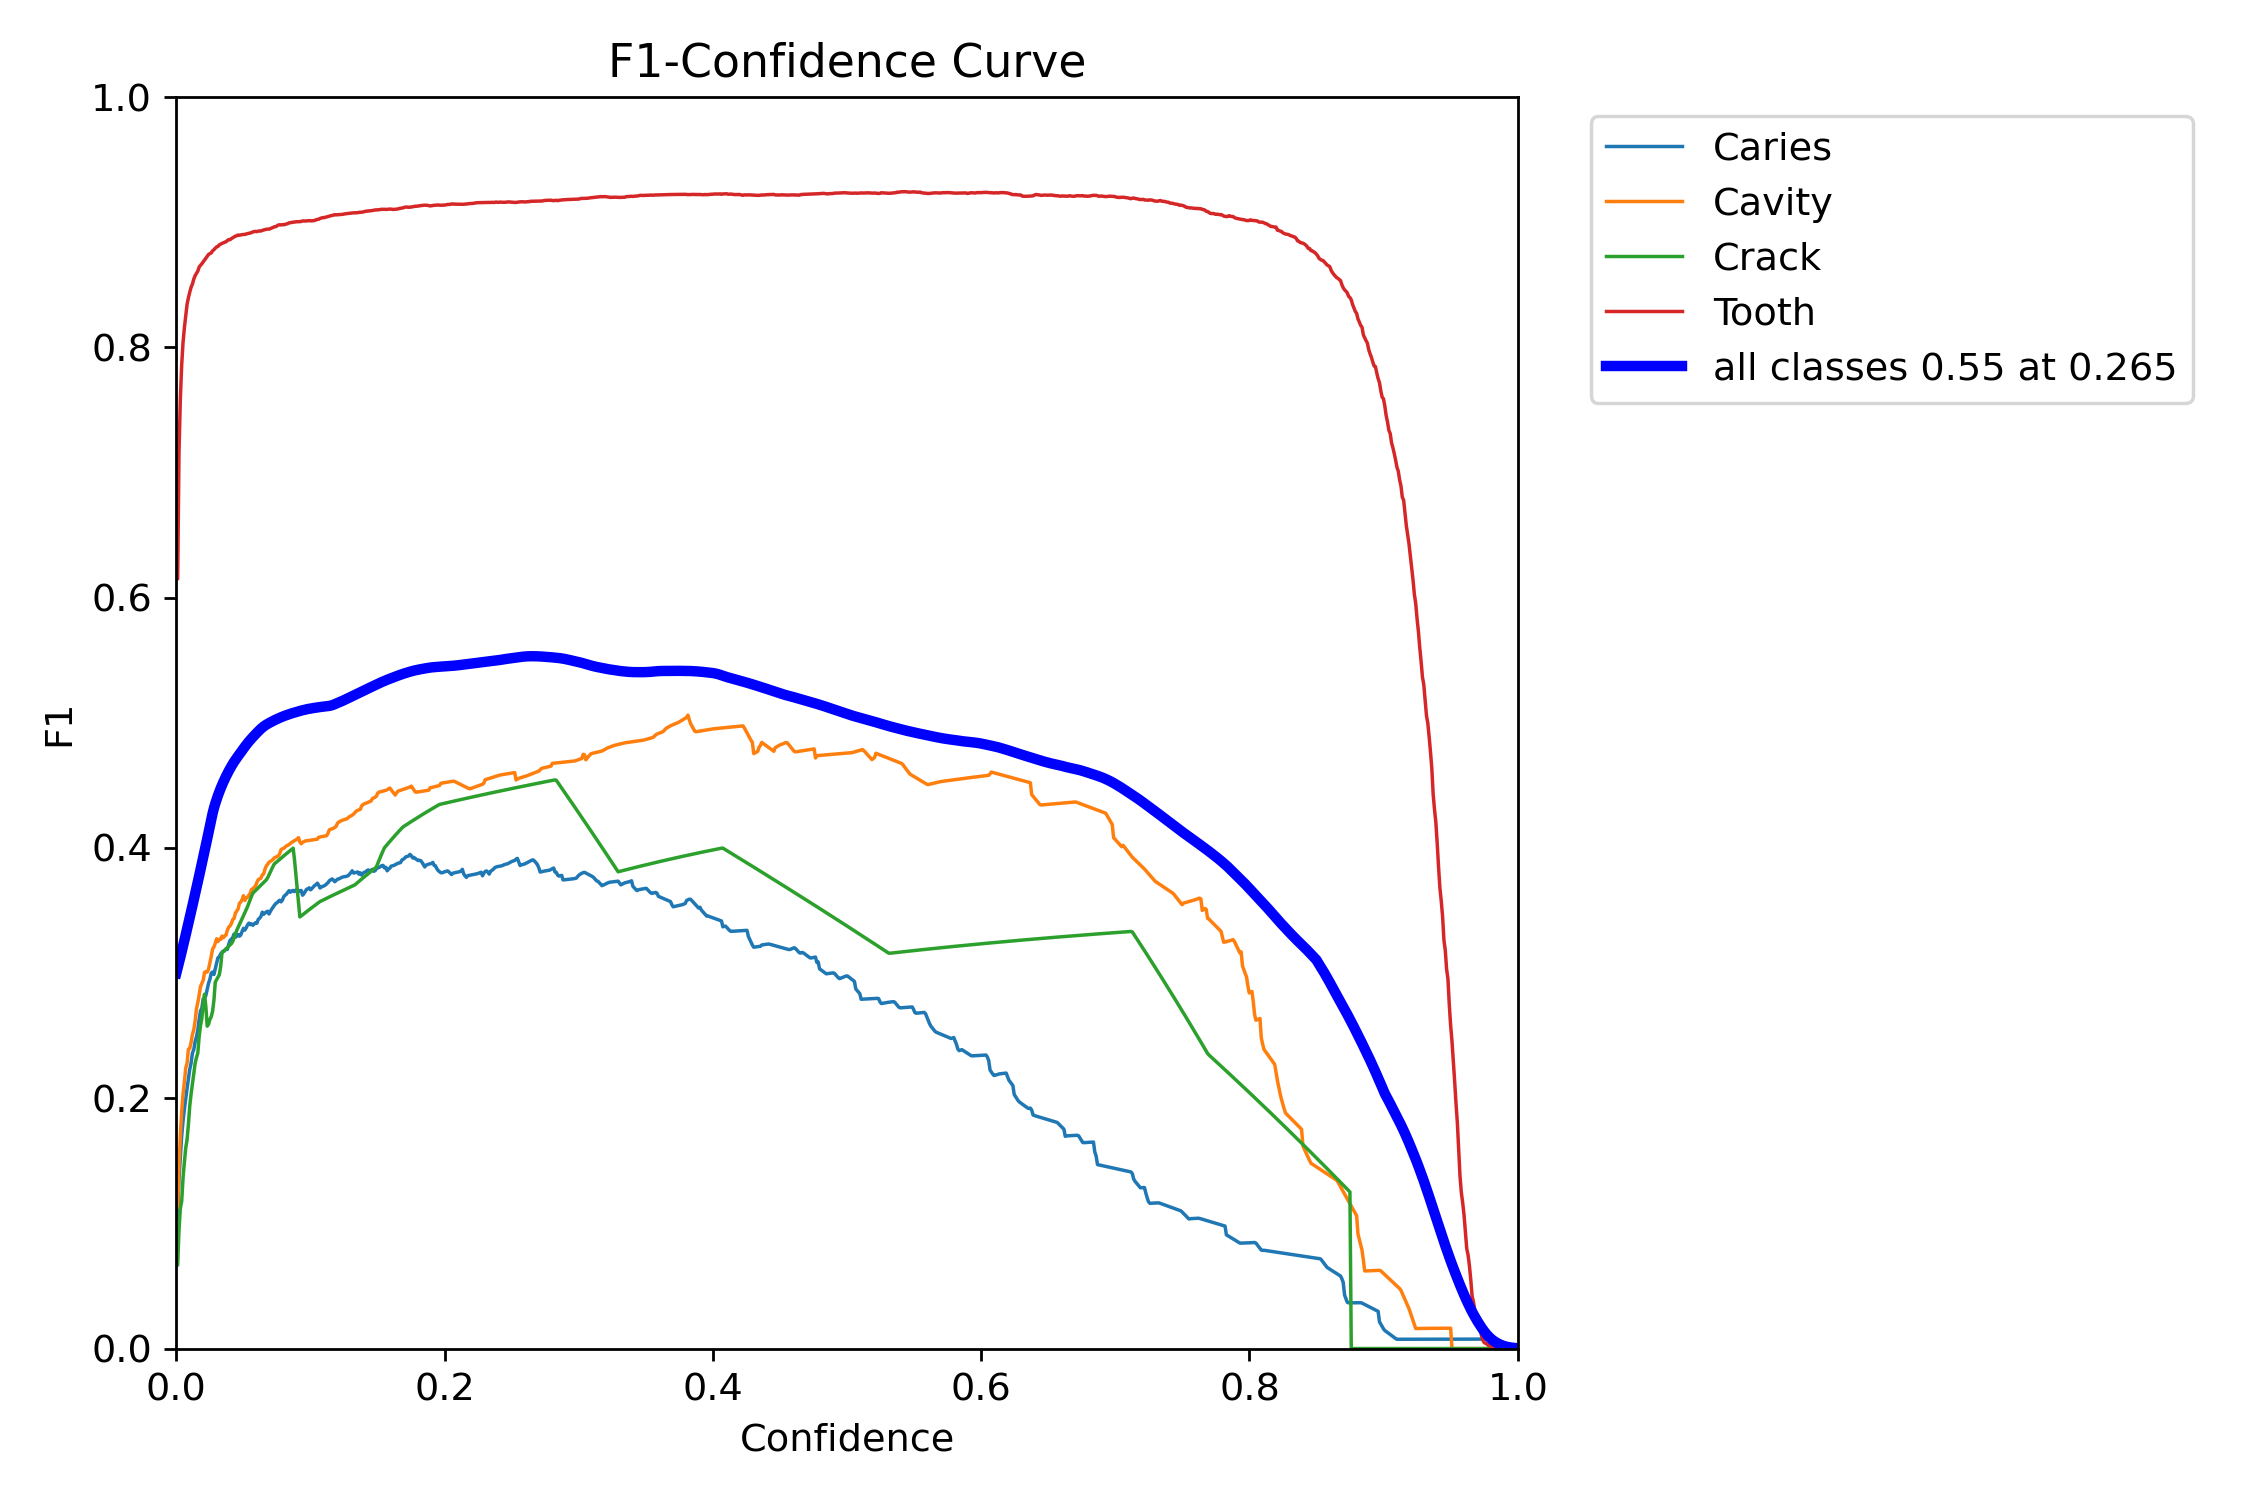 F1-Confidence Curve
1.0
0.8
0.6
0.4
0.2
0.0
F1
0.0 0.2 0.4 0.6 0.8 1.0
Confidence
Caries
Cavity
Crack
Tooth
all classes 0.55 at 0.265